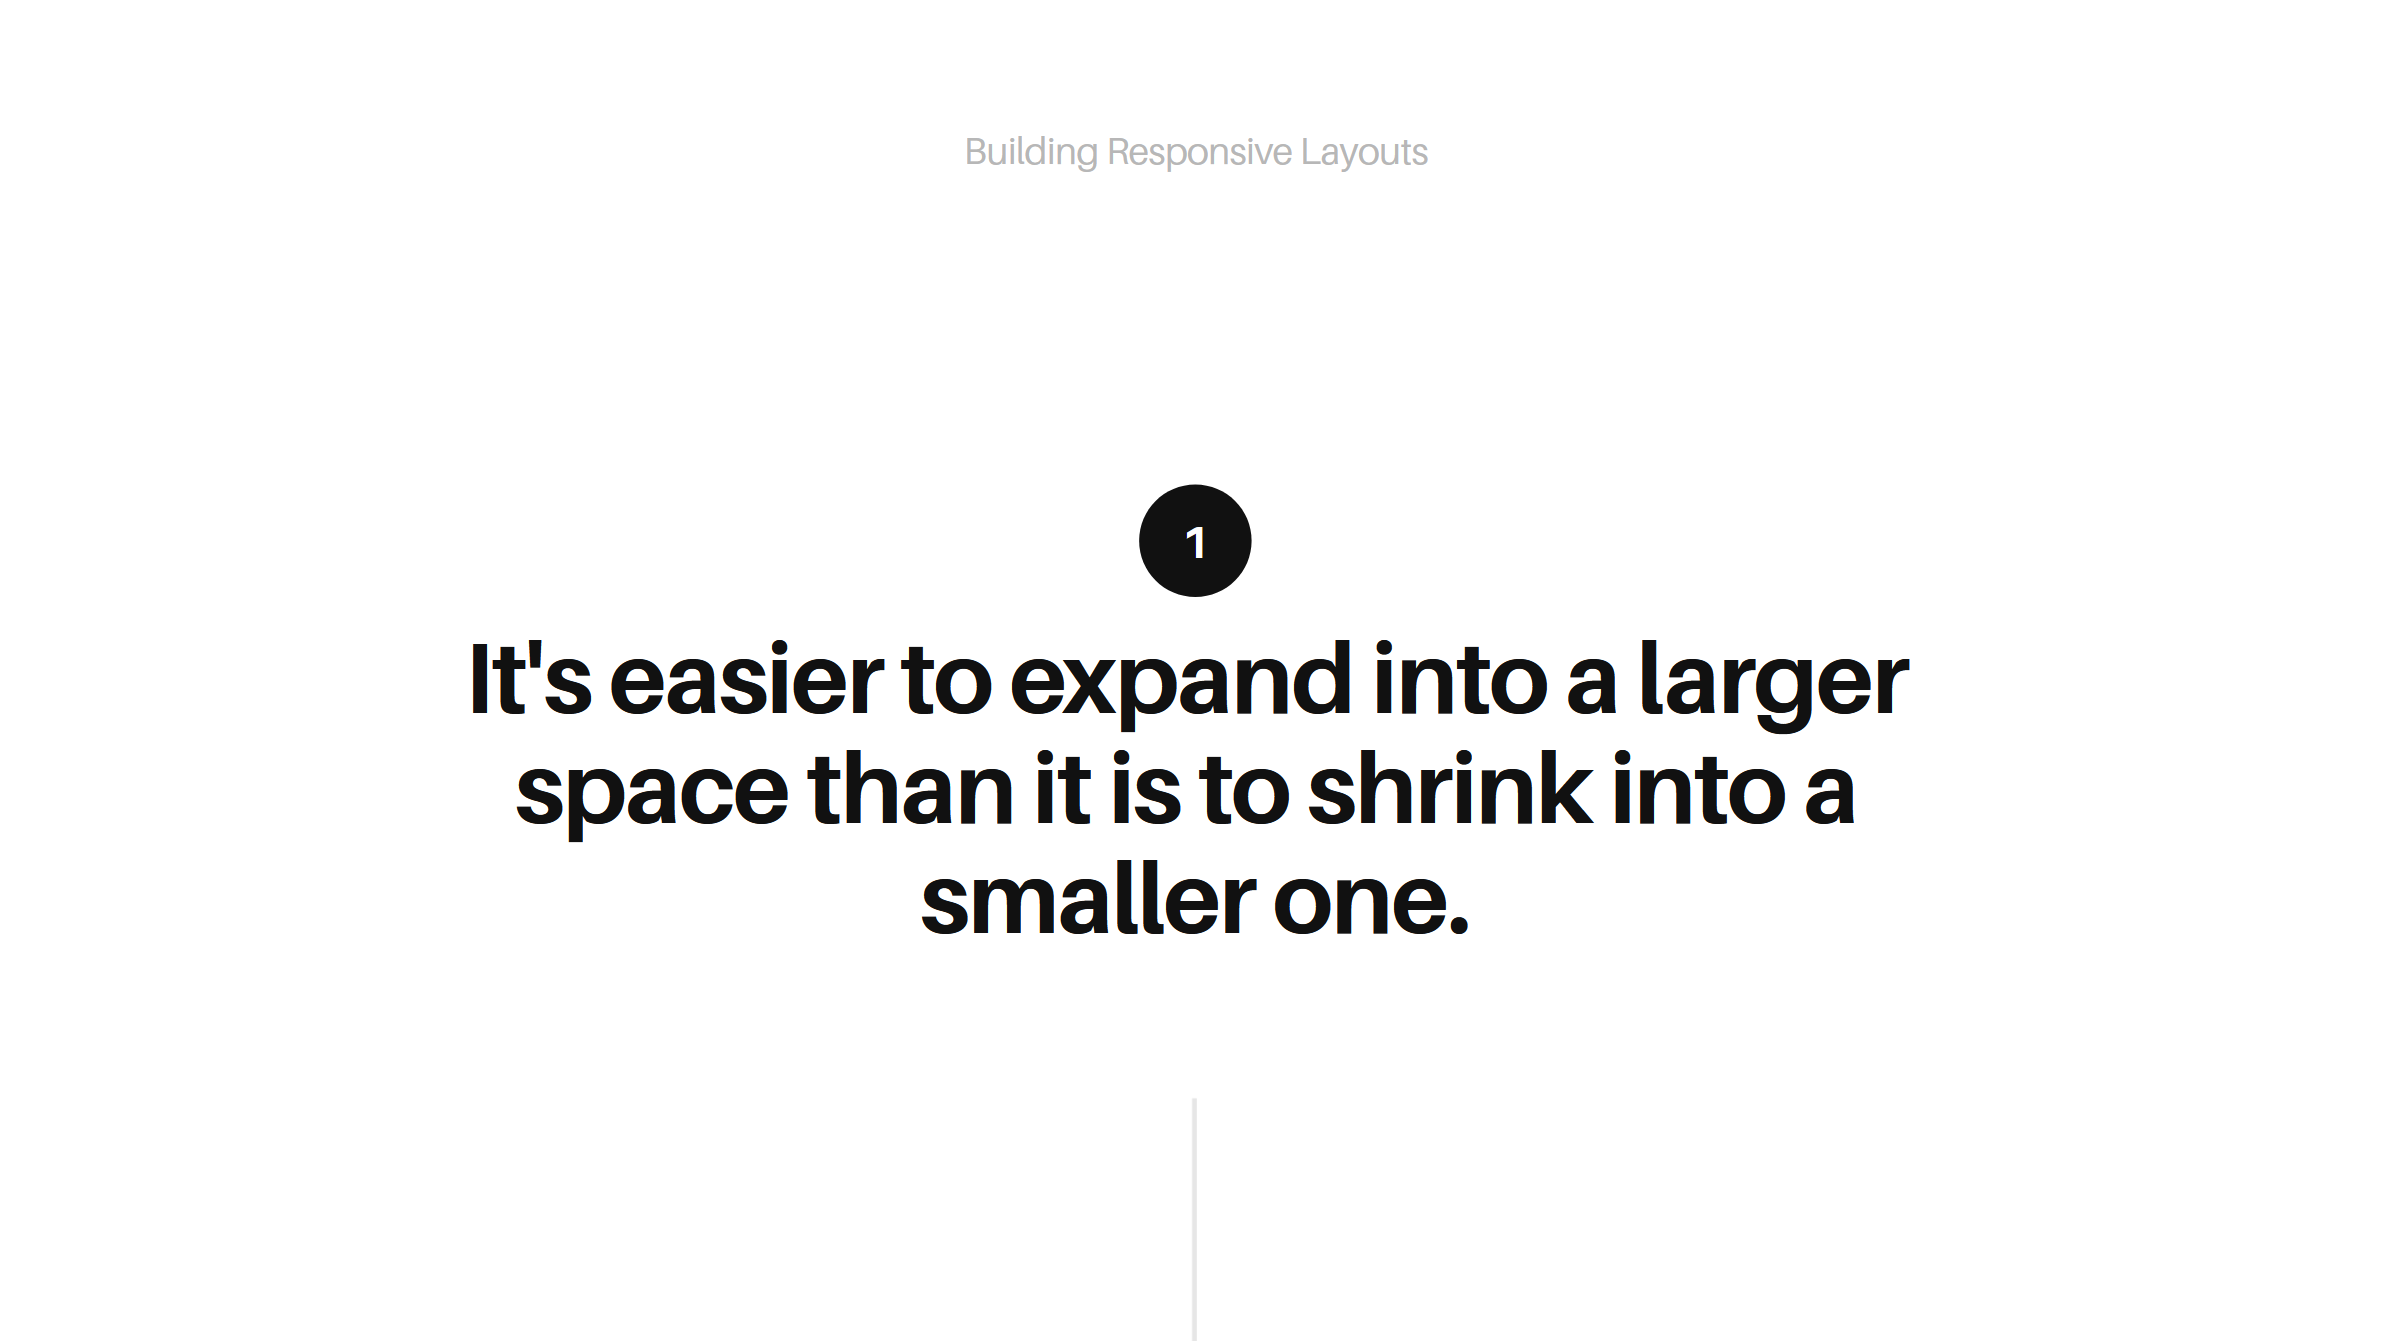 Building Responsive Layouts
1
It's easier to expand into a larger
space than it is to shrink into a
smaller one.